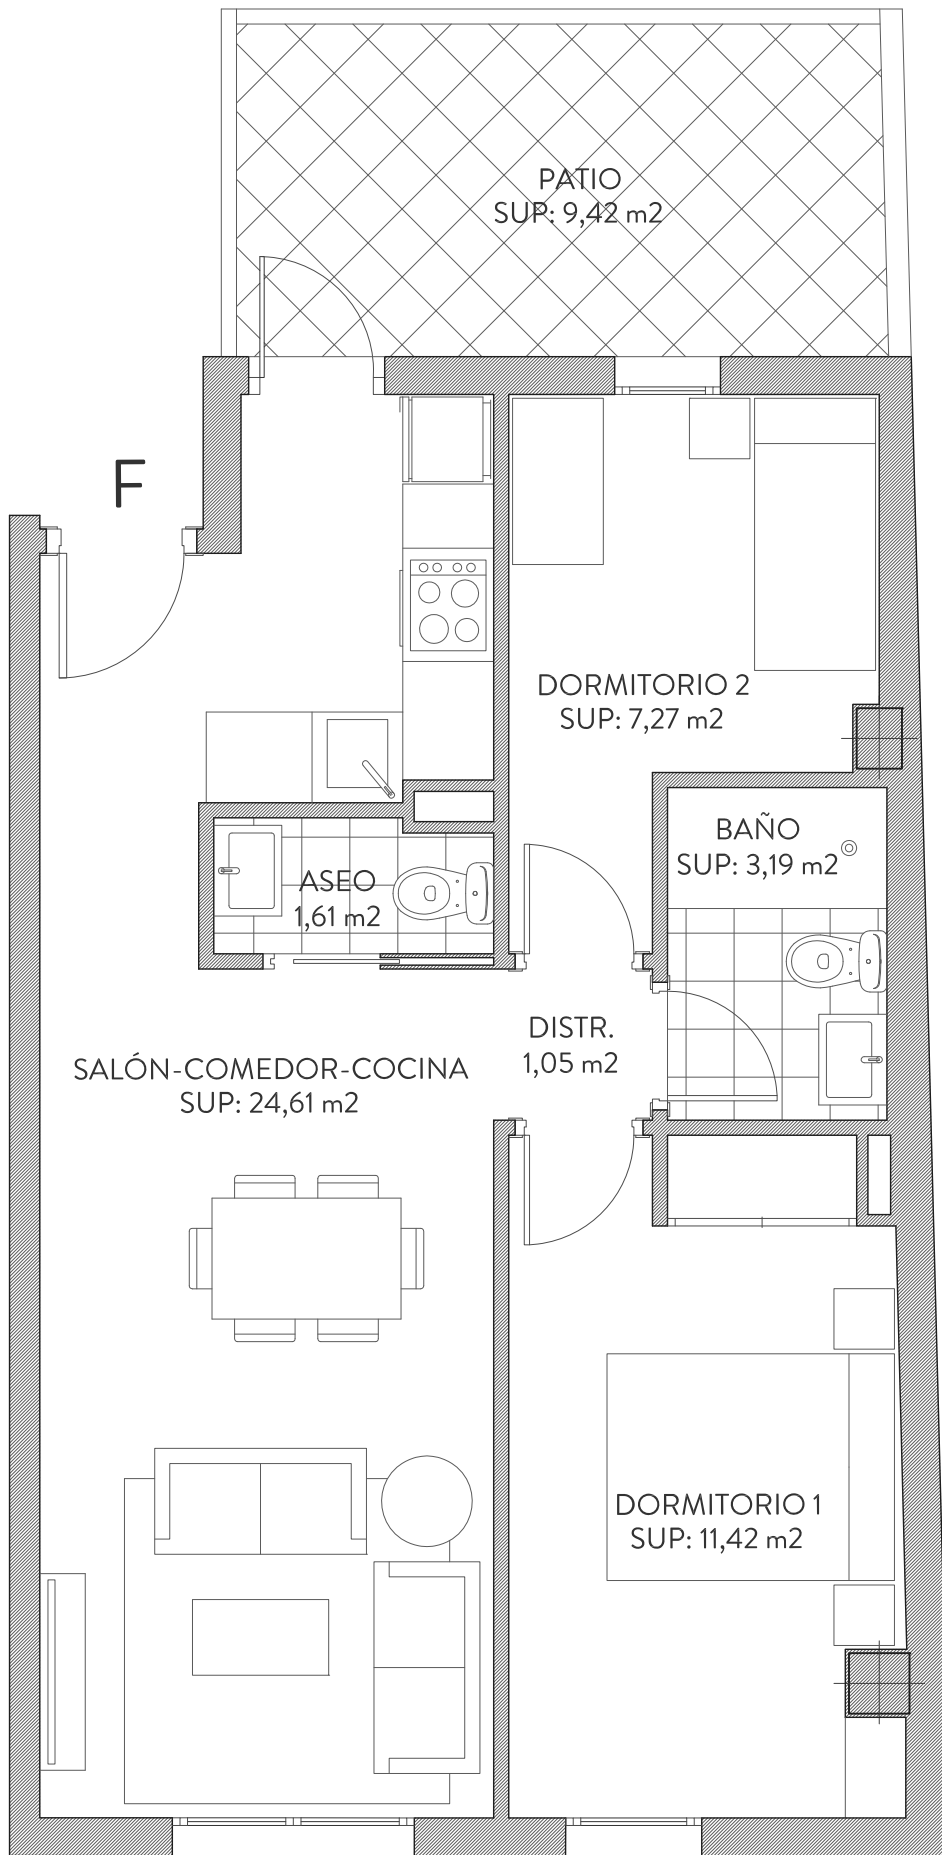 PATIO
SUP: 9,42 m2
F
DORMITORIO 2
SUP: 7,27 m2
BAÑO
SUP: 3,19 m2
ASEO
1,61 m2
DISTR.
1,05 m2
SALÓN-COMEDOR-COCINA
SUP: 24,61 m2
DORMITORIO 1
SUP: 11,42 m2